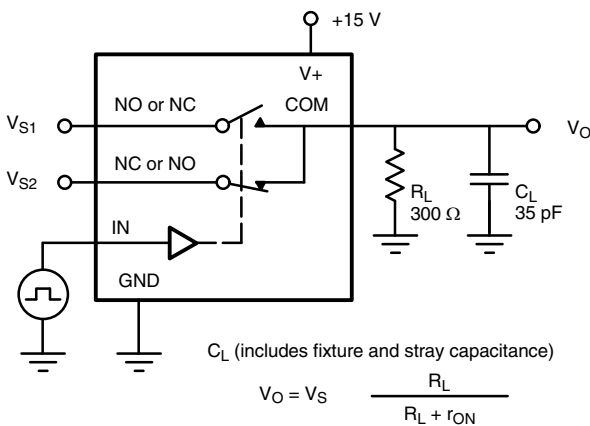 +15 V
V+
NO or NC
COM
V_S1
V_O
NC or NO
V_S2
R_L
300 Ω
C_L
35 pF
IN
GND
C_L (includes fixture and stray capacitance)
V_O = V_S R_L
R_L + r_ON